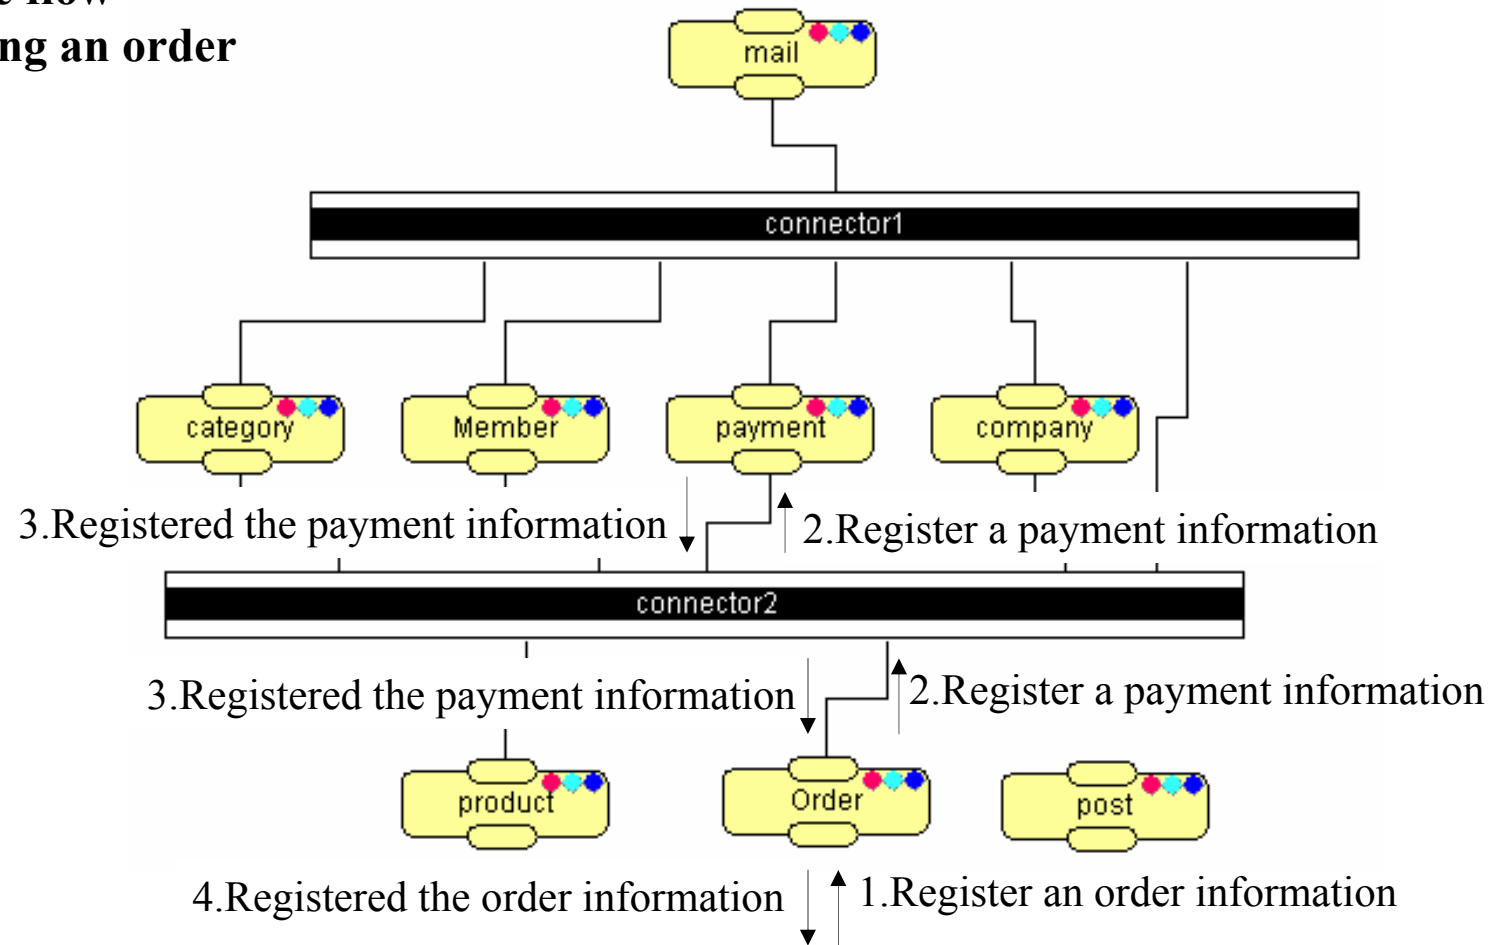 ng an order
mail
connector1
category
Member
payment
company
3.Registered the payment information
2.Register a payment information
connector2
3.Registered the payment information
2.Register a payment information
product
Order
post
4.Registered the order information
1.Register an order information